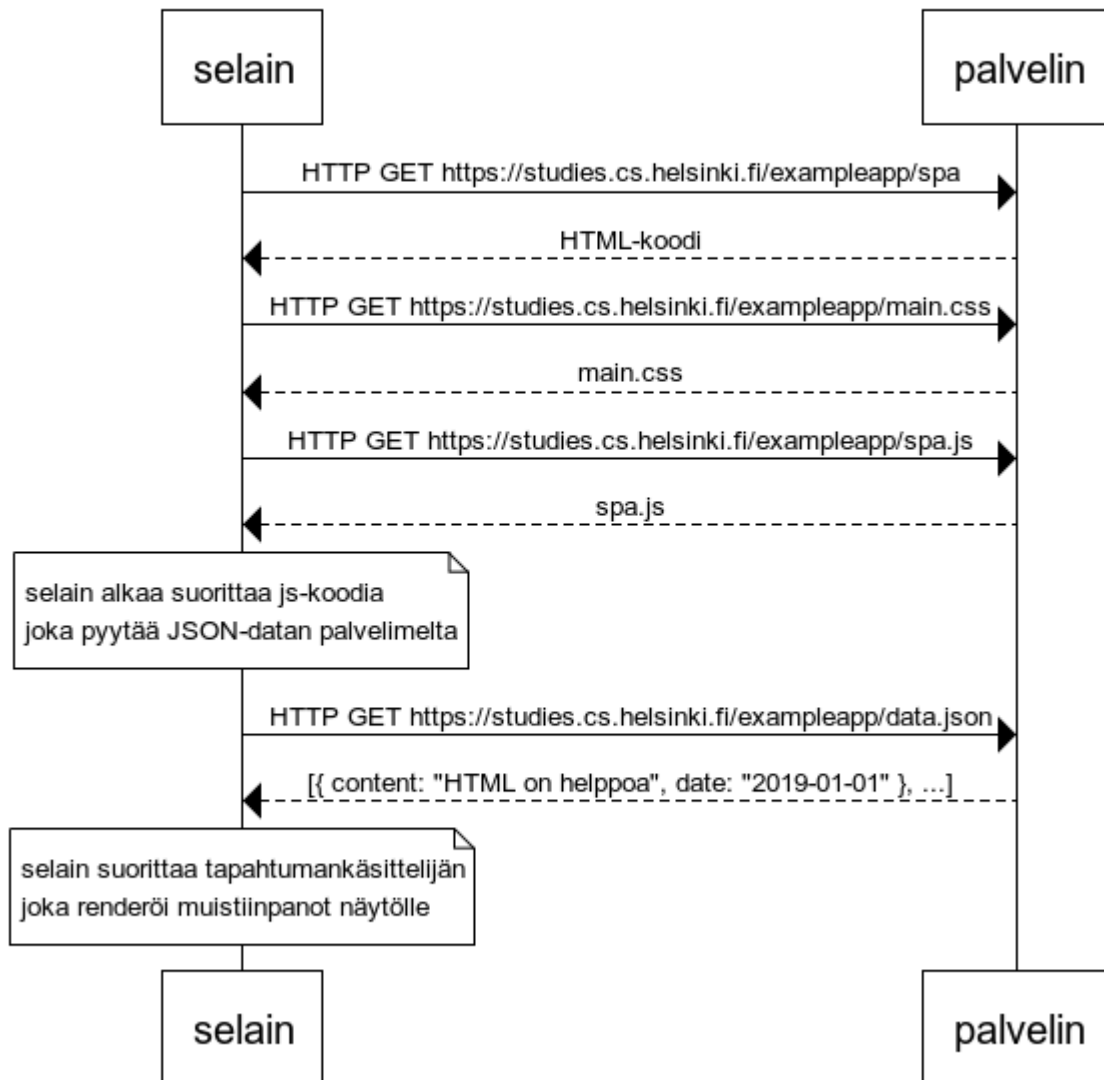 selain
palvelin
HTTP GET https://studies.cs.helsinki.fi/exampleapp/spa
HTML-koodi
HTTP GET https://studies.cs.helsinki.fi/exampleapp/main.css
main.css
HTTP GET https://studies.cs.helsinki.fi/exampleapp/spa.js
spa.js
selain alkaa suorittaa js-koodia
joka pyytää JSON-datan palvelimelta
HTTP GET https://studies.cs.helsinki.fi/exampleapp/data.json
[{ content: "HTML on helppoa", date: "2019-01-01" }, ...]
selain suorittaa tapahtumankäsittelijän
joka renderöi muistiinpanot näytölle
selain
palvelin